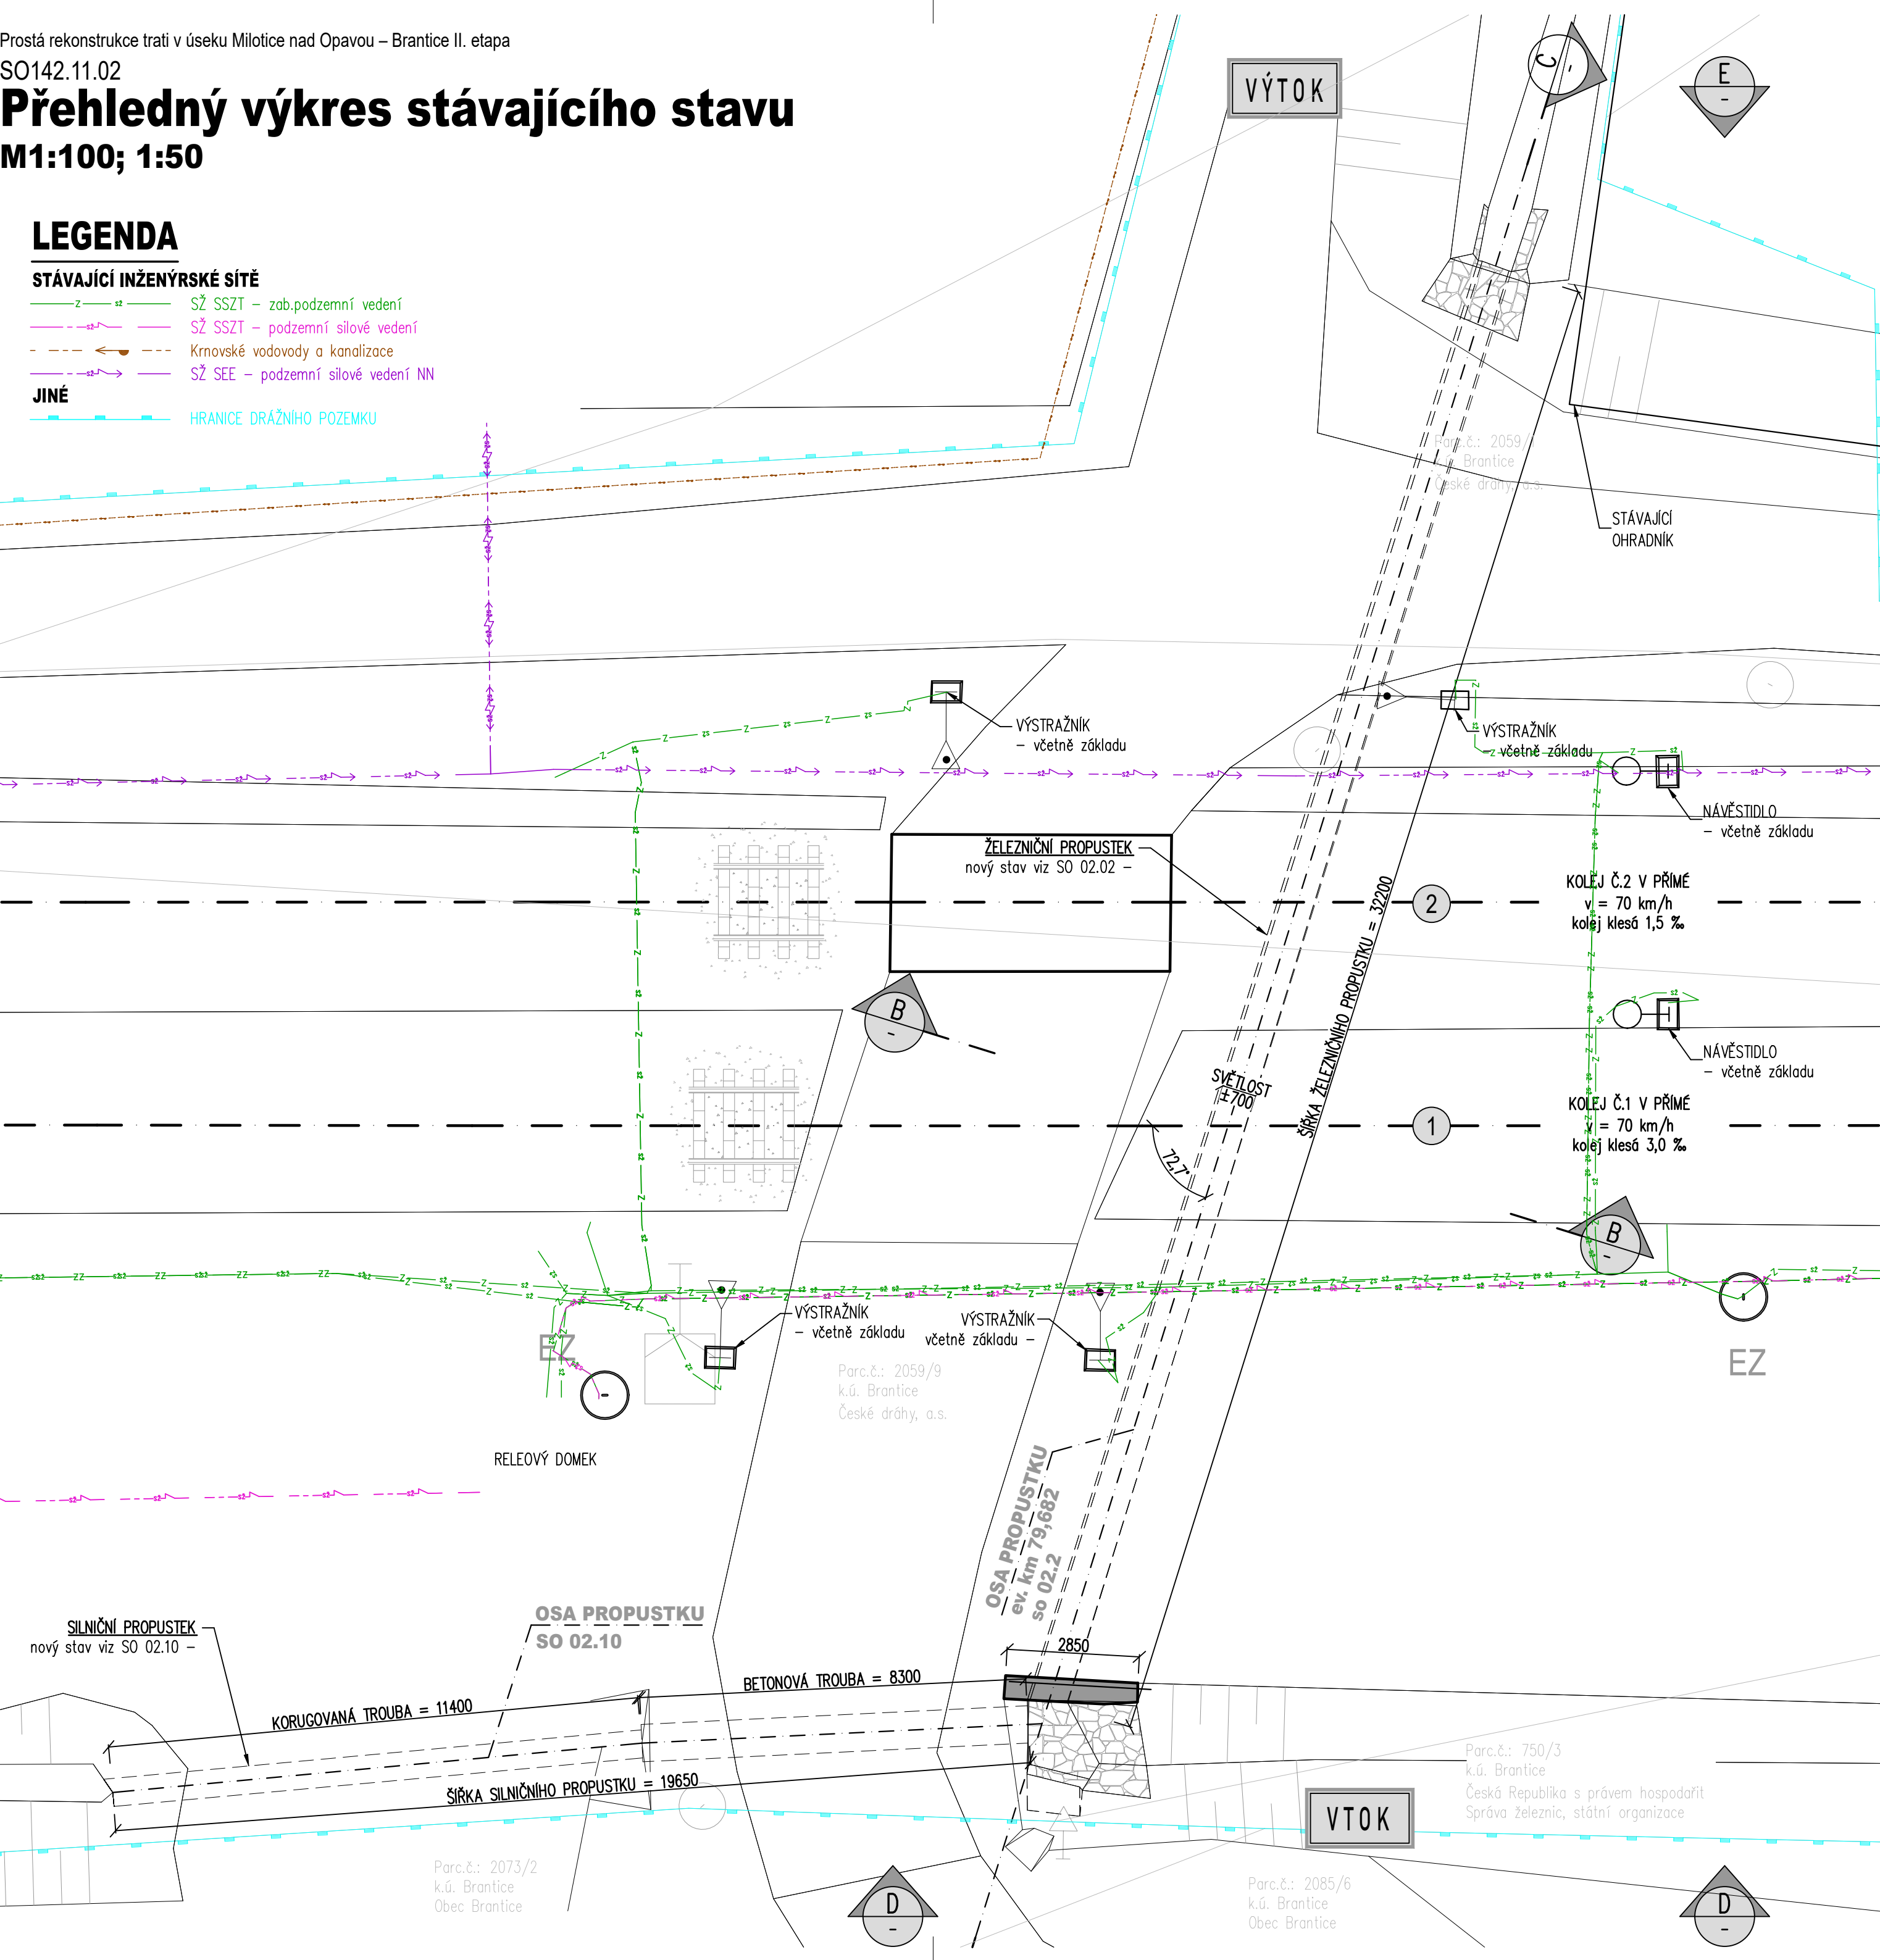 Prostá rekonstrukce trati v úseku Milotice nad Opavou – Brantice II. etapa
SO142.11.02
Přehledný výkres stávajícího stavu
M1:100; 1:50
LEGENDA
STÁVAJÍCÍ INŽENÝRSKÉ SÍTĚ
SŽ SSZT – zab.podzemní vedení
SŽ SSZT – podzemní silové vedení
Krnovské vodovody a kanalizace
SŽ SEE – podzemní silové vedení NN
JINÉ
HRANICE DRÁŽNÍHO POZEMKU
VÝTOK
C
-
E
-
Parc.č.: 2059/
k.ú. Brantice
České dráhy, a.s.
STÁVAJÍCÍ
OHRADNÍK
VÝSTRAŽNÍK
– včetně základu
VÝSTRAŽNÍK
– včetně základu
NÁVĚSTIDLO
– včetně základu
ŽELEZNIČNÍ PROPUSTEK
nový stav viz SO 02.02 –
2
KOLEJ Č.2 V PŘÍMÉ
v = 70 km/h
kolej klesá 1,5 ‰
ŠÍŘKA ŽELEZNIČNÍHO PROPUSTKU = 32200
B
-
NÁVĚSTIDLO
– včetně základu
SVĚTLOST
±700
1
KOLEJ Č.1 V PŘÍMÉ
v = 70 km/h
kolej klesá 3,0 ‰
72,7°
B
-
VÝSTRAŽNÍK
– včetně základu
VÝSTRAŽNÍK
včetně základu –
EZ
EZ
Parc.č.: 2059/9
k.ú. Brantice
České dráhy, a.s.
RELEOVÝ DOMEK
OSA PROPUSTKU
ev. km 79,682
so 02.2
OSA PROPUSTKU
SO 02.10
SILNIČNÍ PROPUSTEK
nový stav viz SO 02.10 –
2850
BETONOVÁ TROUBA = 8300
KORUGOVANÁ TROUBA = 11400
ŠÍŘKA SILNIČNÍHO PROPUSTKU = 19650
Parc.č.: 750/3
k.ú. Brantice
Česká Republika s právem hospodařit
Správa železnic, státní organizace
VTOK
Parc.č.: 2073/2
k.ú. Brantice
Obec Brantice
Parc.č.: 2085/6
k.ú. Brantice
Obec Brantice
D
-
D
-